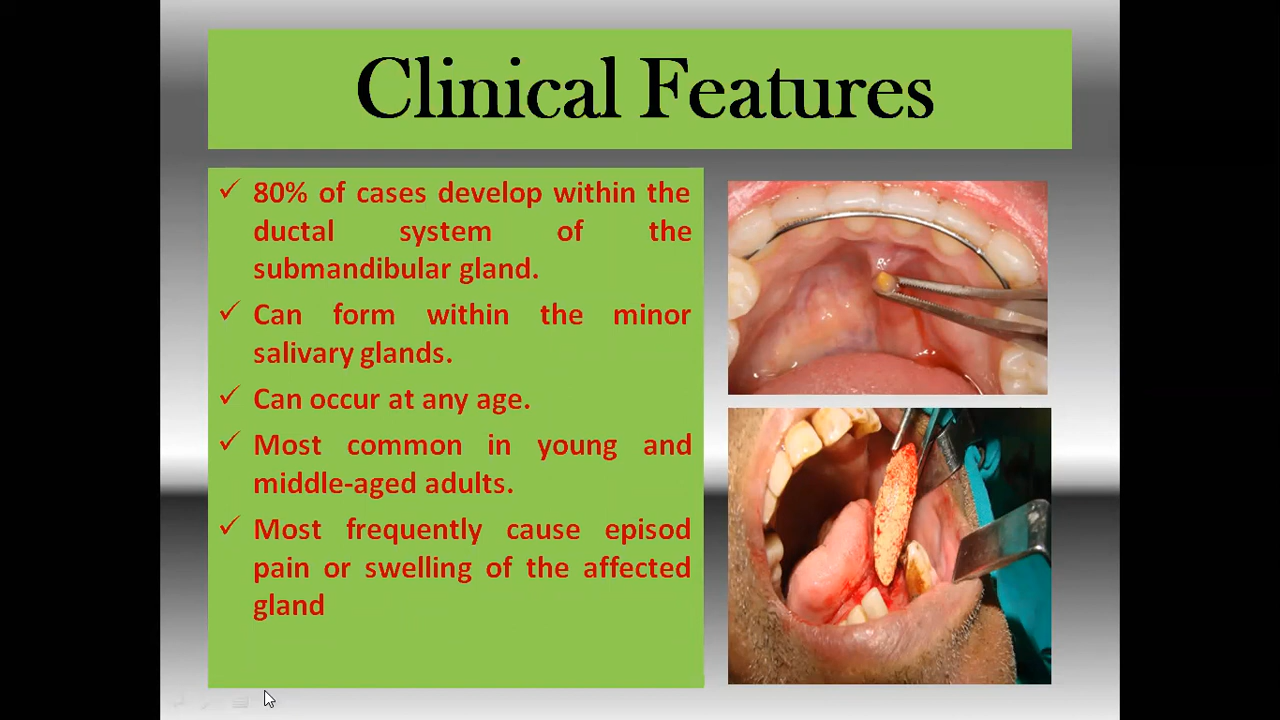 Clinical Features
✓ 80% of cases develop within the
ductal system of the
submandibular gland.
✓ Can form within the minor
salivary glands.
✓ Can occur at any age.
✓ Most common in young and
middle-aged adults.
✓ Most frequently cause episod
pain or swelling of the affected
gland